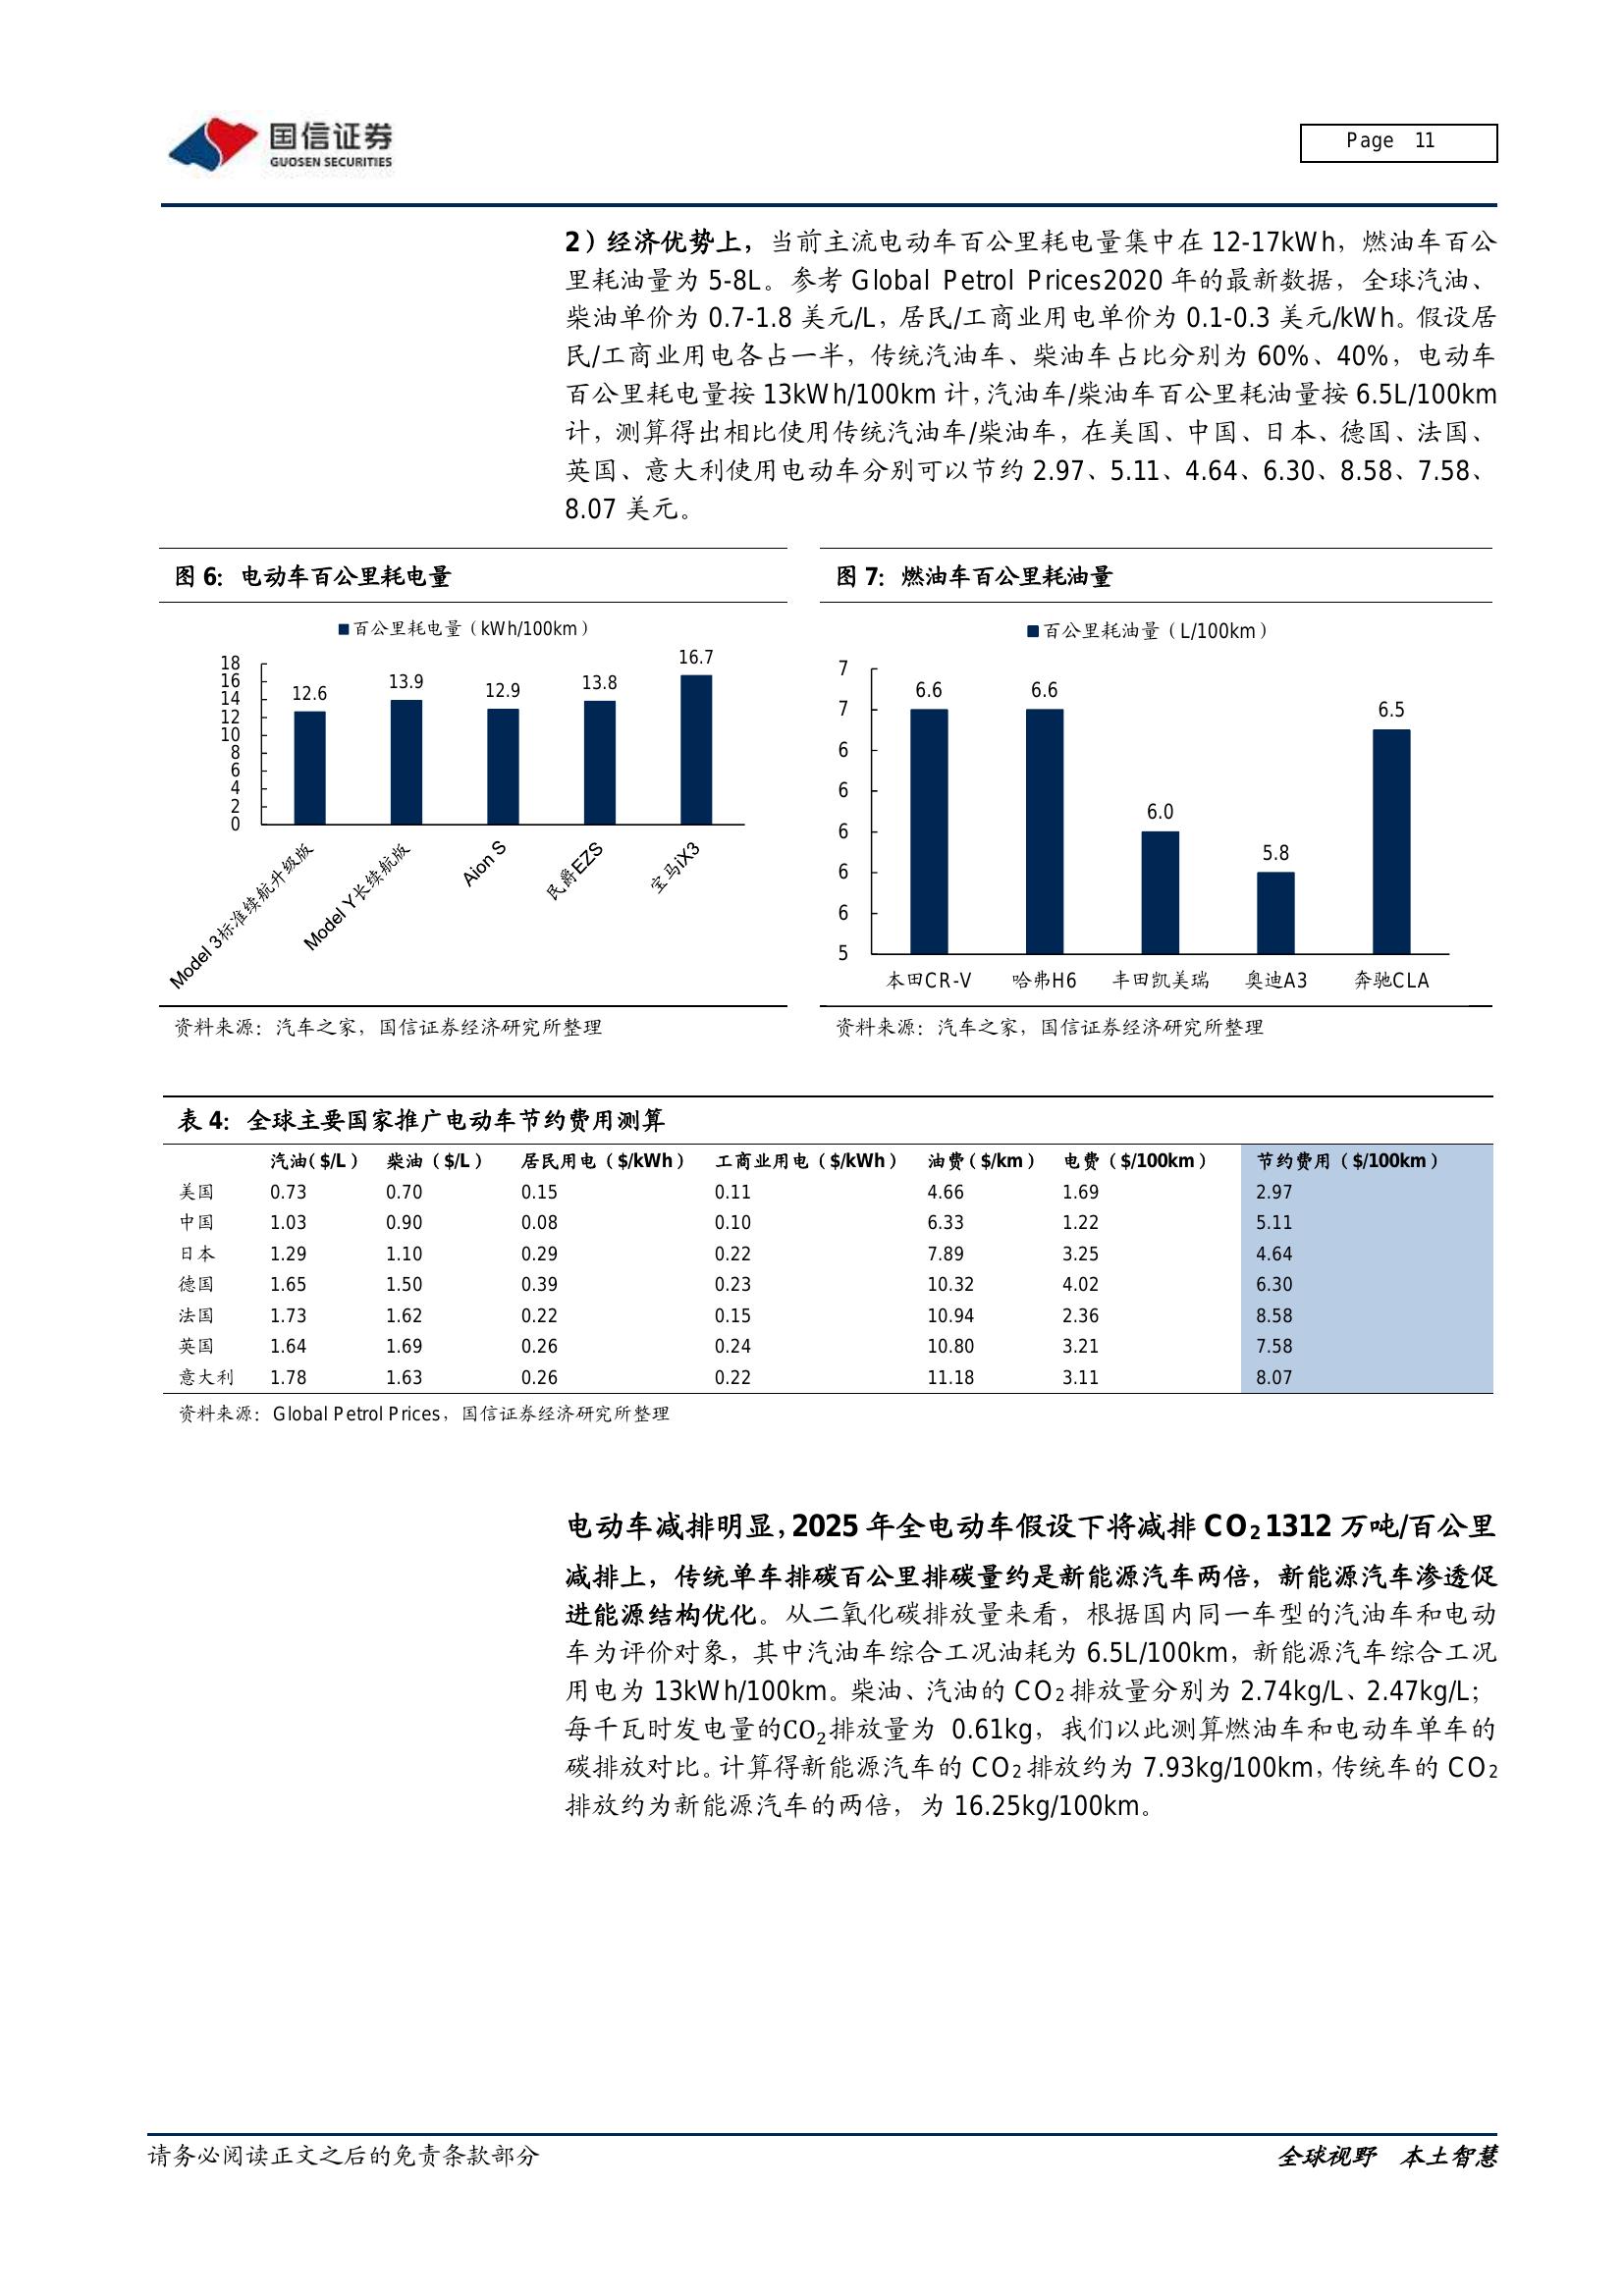 国信证券
GUOSEN SECURITIES
Page 11
2）经济优势上，当前主流电动车百公里耗电量集中在 12-17kWh，燃油车百公
里耗油量为 5-8L。参考 Global Petrol Prices2020 年的最新数据，全球汽油、
柴油单价为 0.7-1.8 美元/L，居民/工商业用电单价为 0.1-0.3 美元/kWh。假设居
民/工商业用电各占一半，传统汽油车、柴油车占比分别为 60%、40%，电动车
百公里耗电量按 13kWh/100km 计，汽油车/柴油车百公里耗油量按 6.5L/100km
计，测算得出相比使用传统汽油车/柴油车，在美国、中国、日本、德国、法国、
英国、意大利使用电动车分别可以节约 2.97、5.11、4.64、6.30、8.58、7.58、
8.07 美元。
图 6：电动车百公里耗电量
百公里耗电量（kWh/100km）
18
16
14
12
10
8
6
4
2
0
12.6
13.9
12.9
13.8
16.7
Model 3标准续航升级版
Model Y长续航版
Aion S
民爵EZS
宝马iX3
资料来源：汽车之家，国信证券经济研究所整理
图 7：燃油车百公里耗油量
百公里耗油量（L/100km）
7
7
6
6
6
6
6
5
6.6
6.6
6.0
5.8
6.5
本田CR-V
哈弗H6
丰田凯美瑞
奥迪A3
奔驰CLA
资料来源：汽车之家，国信证券经济研究所整理
表 4：全球主要国家推广电动车节约费用测算
汽油（$/L） 柴油（$/L） 居民用电（$/kWh） 工商业用电（$/kWh） 油费（$/km） 电费（$/100km） 节约费用（$/100km）
美国 0.73 0.70 0.15 0.11 4.66 1.69 2.97
中国 1.03 0.90 0.08 0.10 6.33 1.22 5.11
日本 1.29 1.10 0.29 0.22 7.89 3.25 4.64
德国 1.65 1.50 0.39 0.23 10.32 4.02 6.30
法国 1.73 1.62 0.22 0.15 10.94 2.36 8.58
英国 1.64 1.69 0.26 0.24 10.80 3.21 7.58
意大利 1.78 1.63 0.26 0.22 11.18 3.11 8.07
资料来源：Global Petrol Prices，国信证券经济研究所整理
电动车减排明显，2025 年全电动车假设下将减排 CO₂ 1312 万吨/百公里
减排上，传统单车排碳百公里排碳量约是新能源汽车两倍，新能源汽车渗透促
进能源结构优化。从二氧化碳排放量来看，根据国内同一车型的汽油车和电动
车为评价对象，其中汽油车综合工况油耗为 6.5L/100km，新能源汽车综合工况
用电为 13kWh/100km。柴油、汽油的 CO₂ 排放量分别为 2.74kg/L、2.47kg/L；
每千瓦时发电量的CO₂排放量为 0.61kg，我们以此测算燃油车和电动车单车的
碳排放对比。计算得新能源汽车的 CO₂ 排放约为 7.93kg/100km，传统车的 CO₂
排放约为新能源汽车的两倍，为 16.25kg/100km。
请务必阅读正文之后的免责条款部分
全球视野 本土智慧